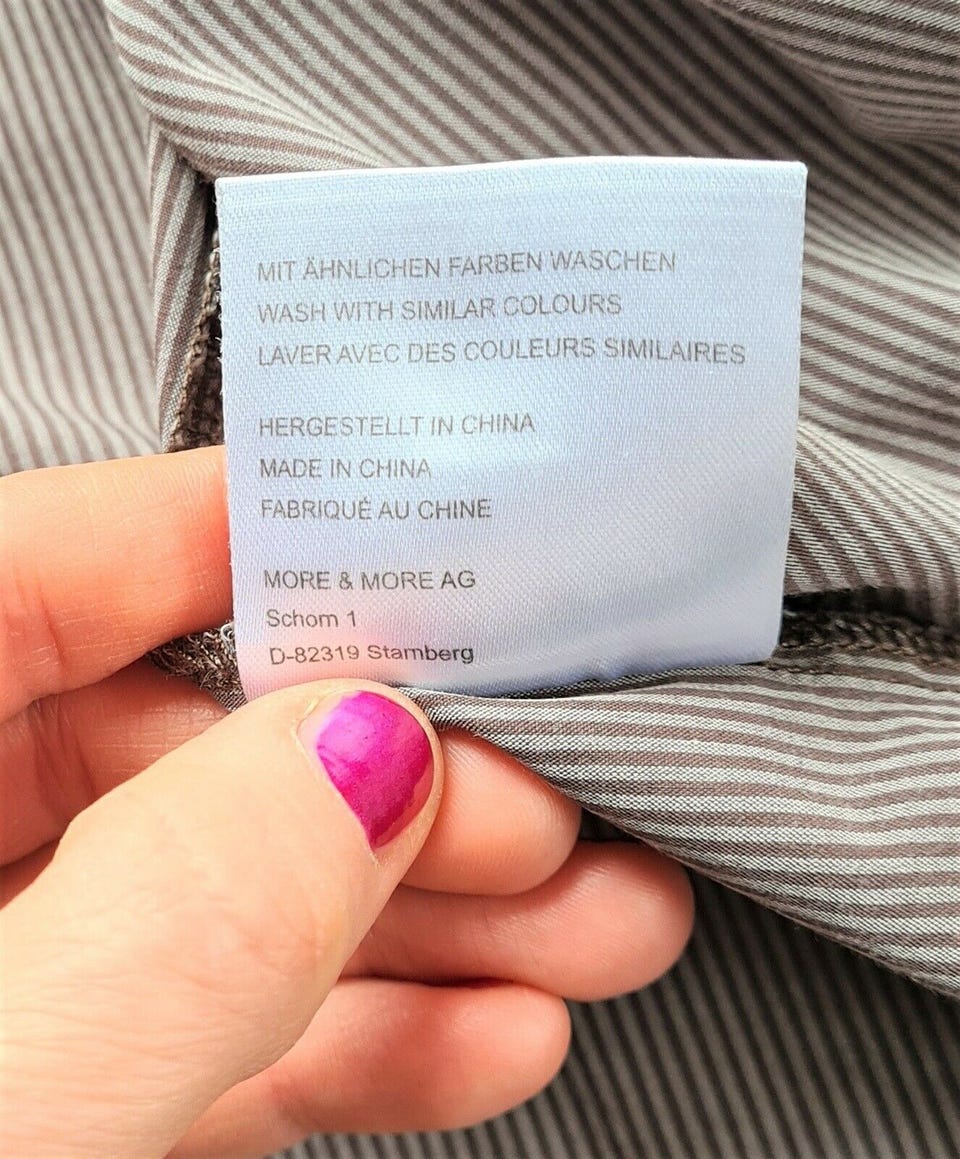 MIT ÄHNLICHEN FARBEN WASCHEN
WASH WITH SIMILAR COLOURS
LAVER AVEC DES COULEURS SIMILAIRES
HERGESTELLT IN CHINA
MADE IN CHINA
FABRIQUÉ AU CHINE
MORE & MORE AG
Schorn 1
D-82319 Starnberg